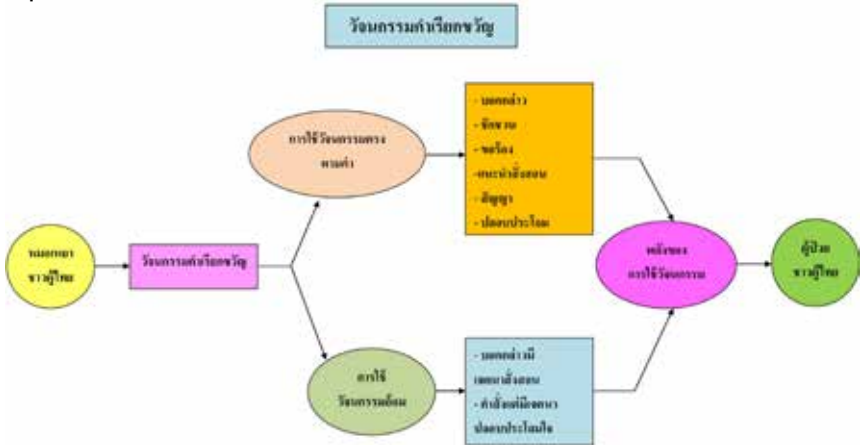 วัจนกรรมคำเรียกขวัญ
การใช้วัจนกรรมตรง
ตามคำ
- บอกกล่าว
- ชักชวน
- ขอร้อง
-แนะนำสั่งสอน
- สัญญา
- ปลอบประโลม
หมอเหยา
ชาวผู้ไทย
วัจนกรรมคำเรียกขวัญ
พลังของ
การใช้วัจนกรรม
ผู้ป่วย
ชาวผู้ไทย
การใช้
วัจนกรรมอ้อม
- บอกกล่าวมี
เจตนาสั่งสอน
- คำสั่งแต่มีเจตนา
ปลอบประโลมใจ